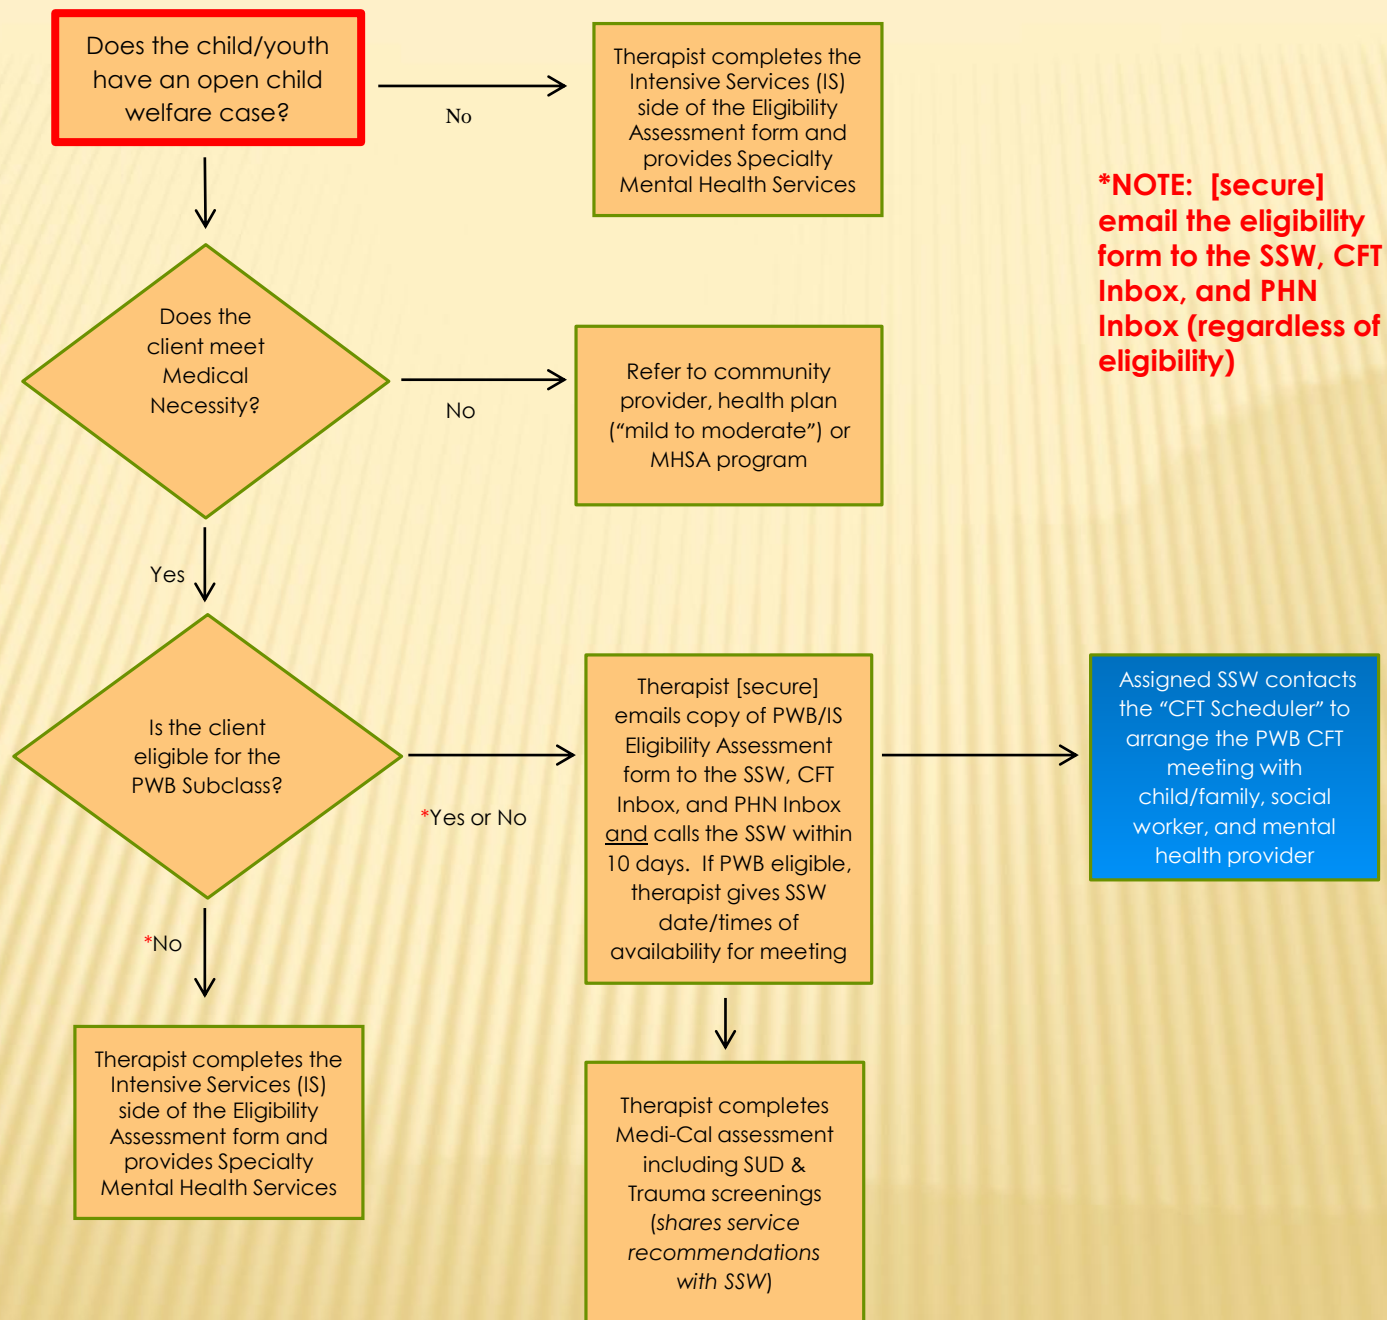 Does the child/youth
have an open child
welfare case?
No
Therapist completes the
Intensive Services (IS)
side of the Eligibility
Assessment form and
provides Specialty
Mental Health Services
*NOTE: [secure]
email the eligibility
form to the SSW, CFT
Inbox, and PHN
Inbox (regardless of
eligibility)
Does the
client meet
Medical
Necessity?
No
Refer to community
provider, health plan
(“mild to moderate”) or
MHSA program
Yes
Is the client
eligible for the
PWB Subclass?
*Yes or No
Therapist [secure]
emails copy of PWB/IS
Eligibility Assessment
form to the SSW, CFT
Inbox, and PHN Inbox
and calls the SSW within
10 days. If PWB eligible,
therapist gives SSW
date/times of
availability for meeting
Assigned SSW contacts
the “CFT Scheduler” to
arrange the PWB CFT
meeting with
child/family, social
worker, and mental
health provider
*No
Therapist completes the
Intensive Services (IS)
side of the Eligibility
Assessment form and
provides Specialty
Mental Health Services
Therapist completes
Medi-Cal assessment
including SUD &
Trauma screenings
(shares service
recommendations
with SSW)